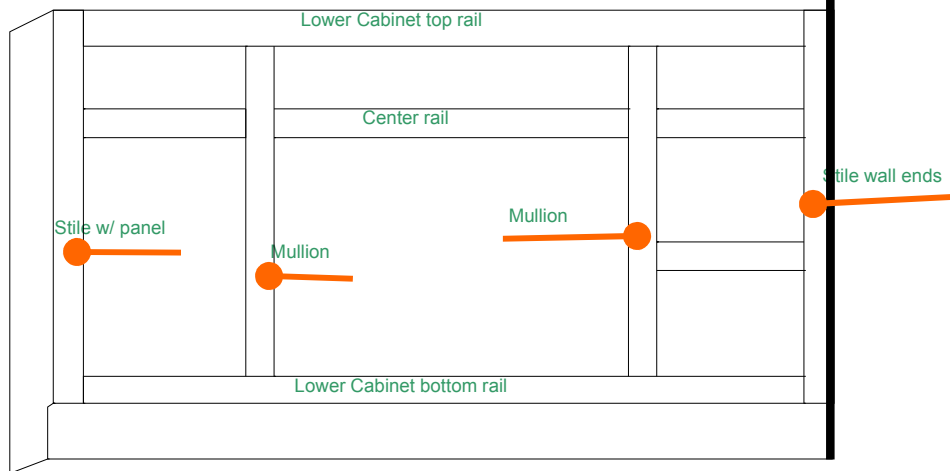 Lower Cabinet top rail
Center rail
Stile wall ends
Mullion
Stile w/ panel
Mullion
Lower Cabinet bottom rail